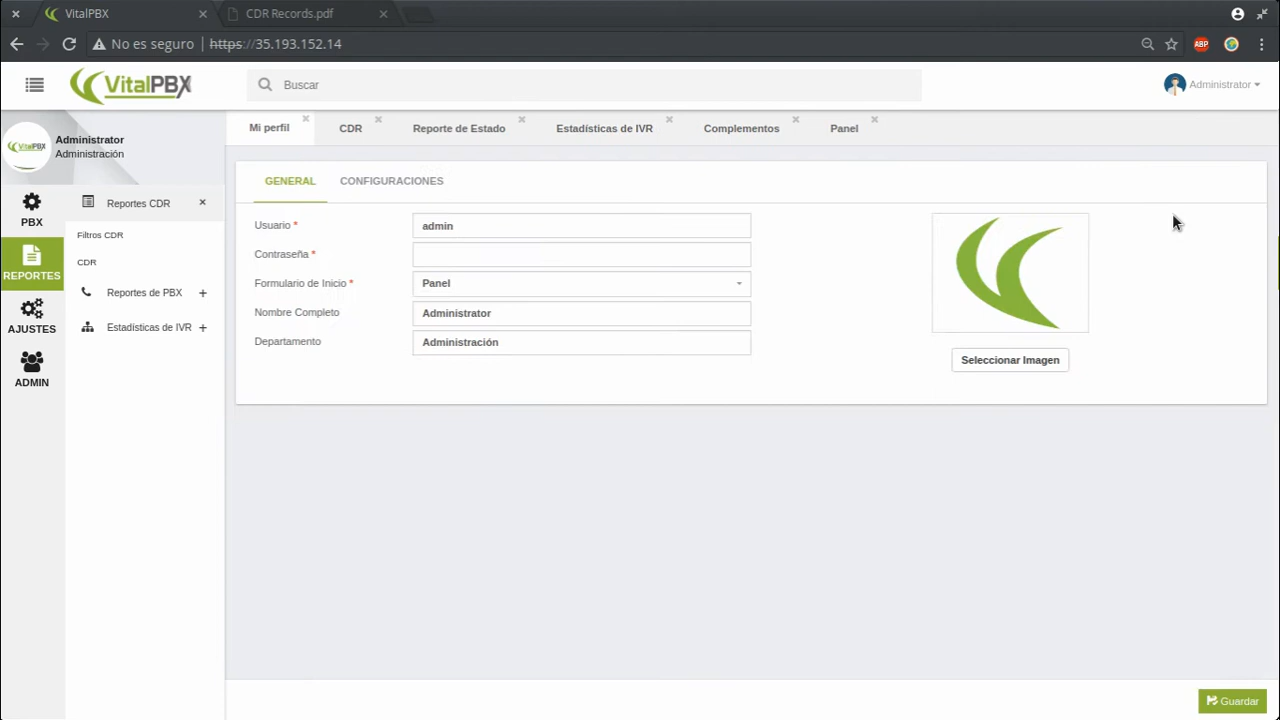 VitalPBX
CDR Records.pdf
No es seguro
https://35.193.152.14
ABP
VitalPBX
Buscar
Administrator
Mi perfil
CDR
Reporte de Estado
Estadísticas de IVR
Complementos
Panel
VitalPBX
Administrator
Administración
PBX
REPORTES
AJUSTES
ADMIN
Reportes CDR
Filtros CDR
CDR
Reportes de PBX +
Estadísticas de IVR +
GENERAL
CONFIGURACIONES
Usuario *
admin
Contraseña *
Formulario de Inicio *
Panel
Nombre Completo
Administrator
Departamento
Administración
Seleccionar Imagen
Guardar